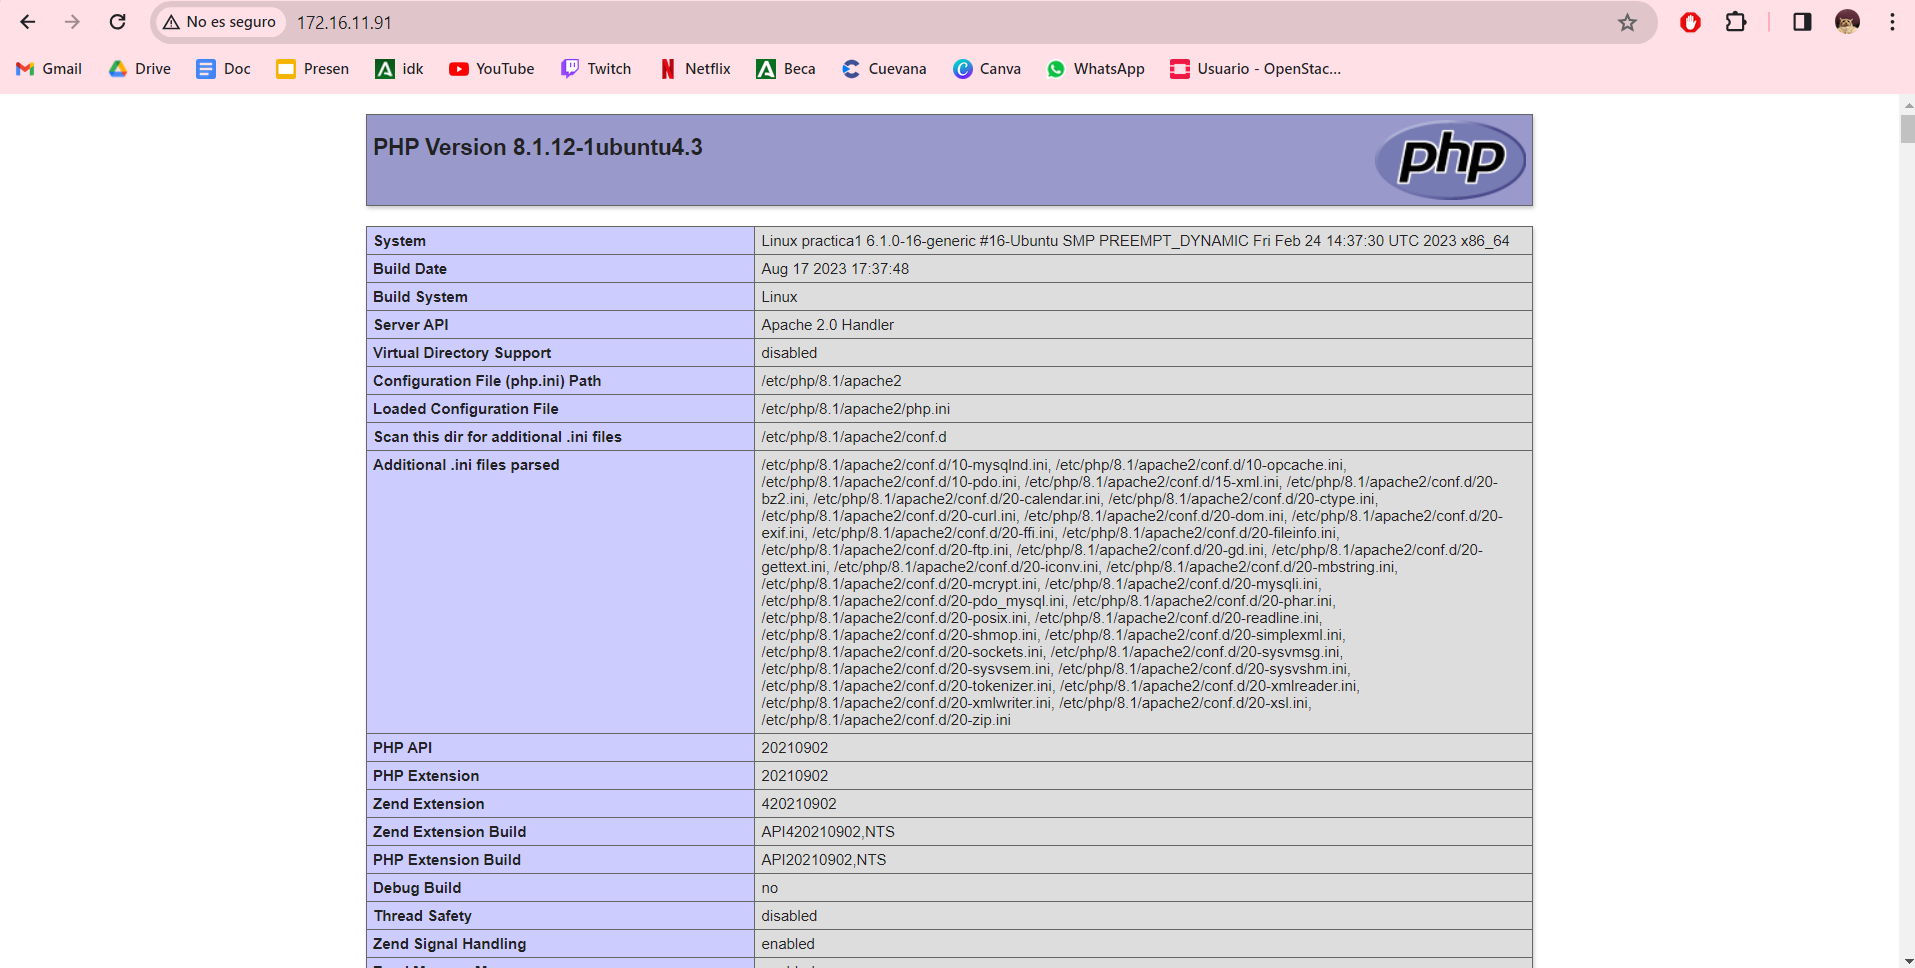 No es seguro 172.16.11.91
Gmail Drive Doc Presen idk YouTube Twitch Netflix Beca Cuevana Canva WhatsApp Usuario - OpenStac...
PHP Version 8.1.12-1ubuntu4.3 php
System Linux practica1 6.1.0-16-generic #16-Ubuntu SMP PREEMPT_DYNAMIC Fri Feb 24 14:37:30 UTC 2023 x86_64
Build Date Aug 17 2023 17:37:48
Build System Linux
Server API Apache 2.0 Handler
Virtual Directory Support disabled
Configuration File (php.ini) Path /etc/php/8.1/apache2
Loaded Configuration File /etc/php/8.1/apache2/php.ini
Scan this dir for additional .ini files /etc/php/8.1/apache2/conf.d
Additional .ini files parsed /etc/php/8.1/apache2/conf.d/10-mysqlnd.ini, /etc/php/8.1/apache2/conf.d/10-opcache.ini,
/etc/php/8.1/apache2/conf.d/10-pdo.ini, /etc/php/8.1/apache2/conf.d/15-xml.ini, /etc/php/8.1/apache2/conf.d/20-
bz2.ini, /etc/php/8.1/apache2/conf.d/20-calendar.ini, /etc/php/8.1/apache2/conf.d/20-ctype.ini,
/etc/php/8.1/apache2/conf.d/20-curl.ini, /etc/php/8.1/apache2/conf.d/20-dom.ini, /etc/php/8.1/apache2/conf.d/20-
exif.ini, /etc/php/8.1/apache2/conf.d/20-ffi.ini, /etc/php/8.1/apache2/conf.d/20-fileinfo.ini,
/etc/php/8.1/apache2/conf.d/20-ftp.ini, /etc/php/8.1/apache2/conf.d/20-gd.ini, /etc/php/8.1/apache2/conf.d/20-
gettext.ini, /etc/php/8.1/apache2/conf.d/20-iconv.ini, /etc/php/8.1/apache2/conf.d/20-mbstring.ini,
/etc/php/8.1/apache2/conf.d/20-mcrypt.ini, /etc/php/8.1/apache2/conf.d/20-mysqli.ini,
/etc/php/8.1/apache2/conf.d/20-pdo_mysql.ini, /etc/php/8.1/apache2/conf.d/20-phar.ini,
/etc/php/8.1/apache2/conf.d/20-posix.ini, /etc/php/8.1/apache2/conf.d/20-readline.ini,
/etc/php/8.1/apache2/conf.d/20-shmop.ini, /etc/php/8.1/apache2/conf.d/20-simplexml.ini,
/etc/php/8.1/apache2/conf.d/20-sockets.ini, /etc/php/8.1/apache2/conf.d/20-sysvmsg.ini,
/etc/php/8.1/apache2/conf.d/20-sysvsem.ini, /etc/php/8.1/apache2/conf.d/20-sysvshm.ini,
/etc/php/8.1/apache2/conf.d/20-tokenizer.ini, /etc/php/8.1/apache2/conf.d/20-xmlreader.ini,
/etc/php/8.1/apache2/conf.d/20-xmlwriter.ini, /etc/php/8.1/apache2/conf.d/20-xsl.ini,
/etc/php/8.1/apache2/conf.d/20-zip.ini
PHP API 20210902
PHP Extension 20210902
Zend Extension 420210902
Zend Extension Build API420210902,NTS
PHP Extension Build API20210902,NTS
Debug Build no
Thread Safety disabled
Zend Signal Handling enabled